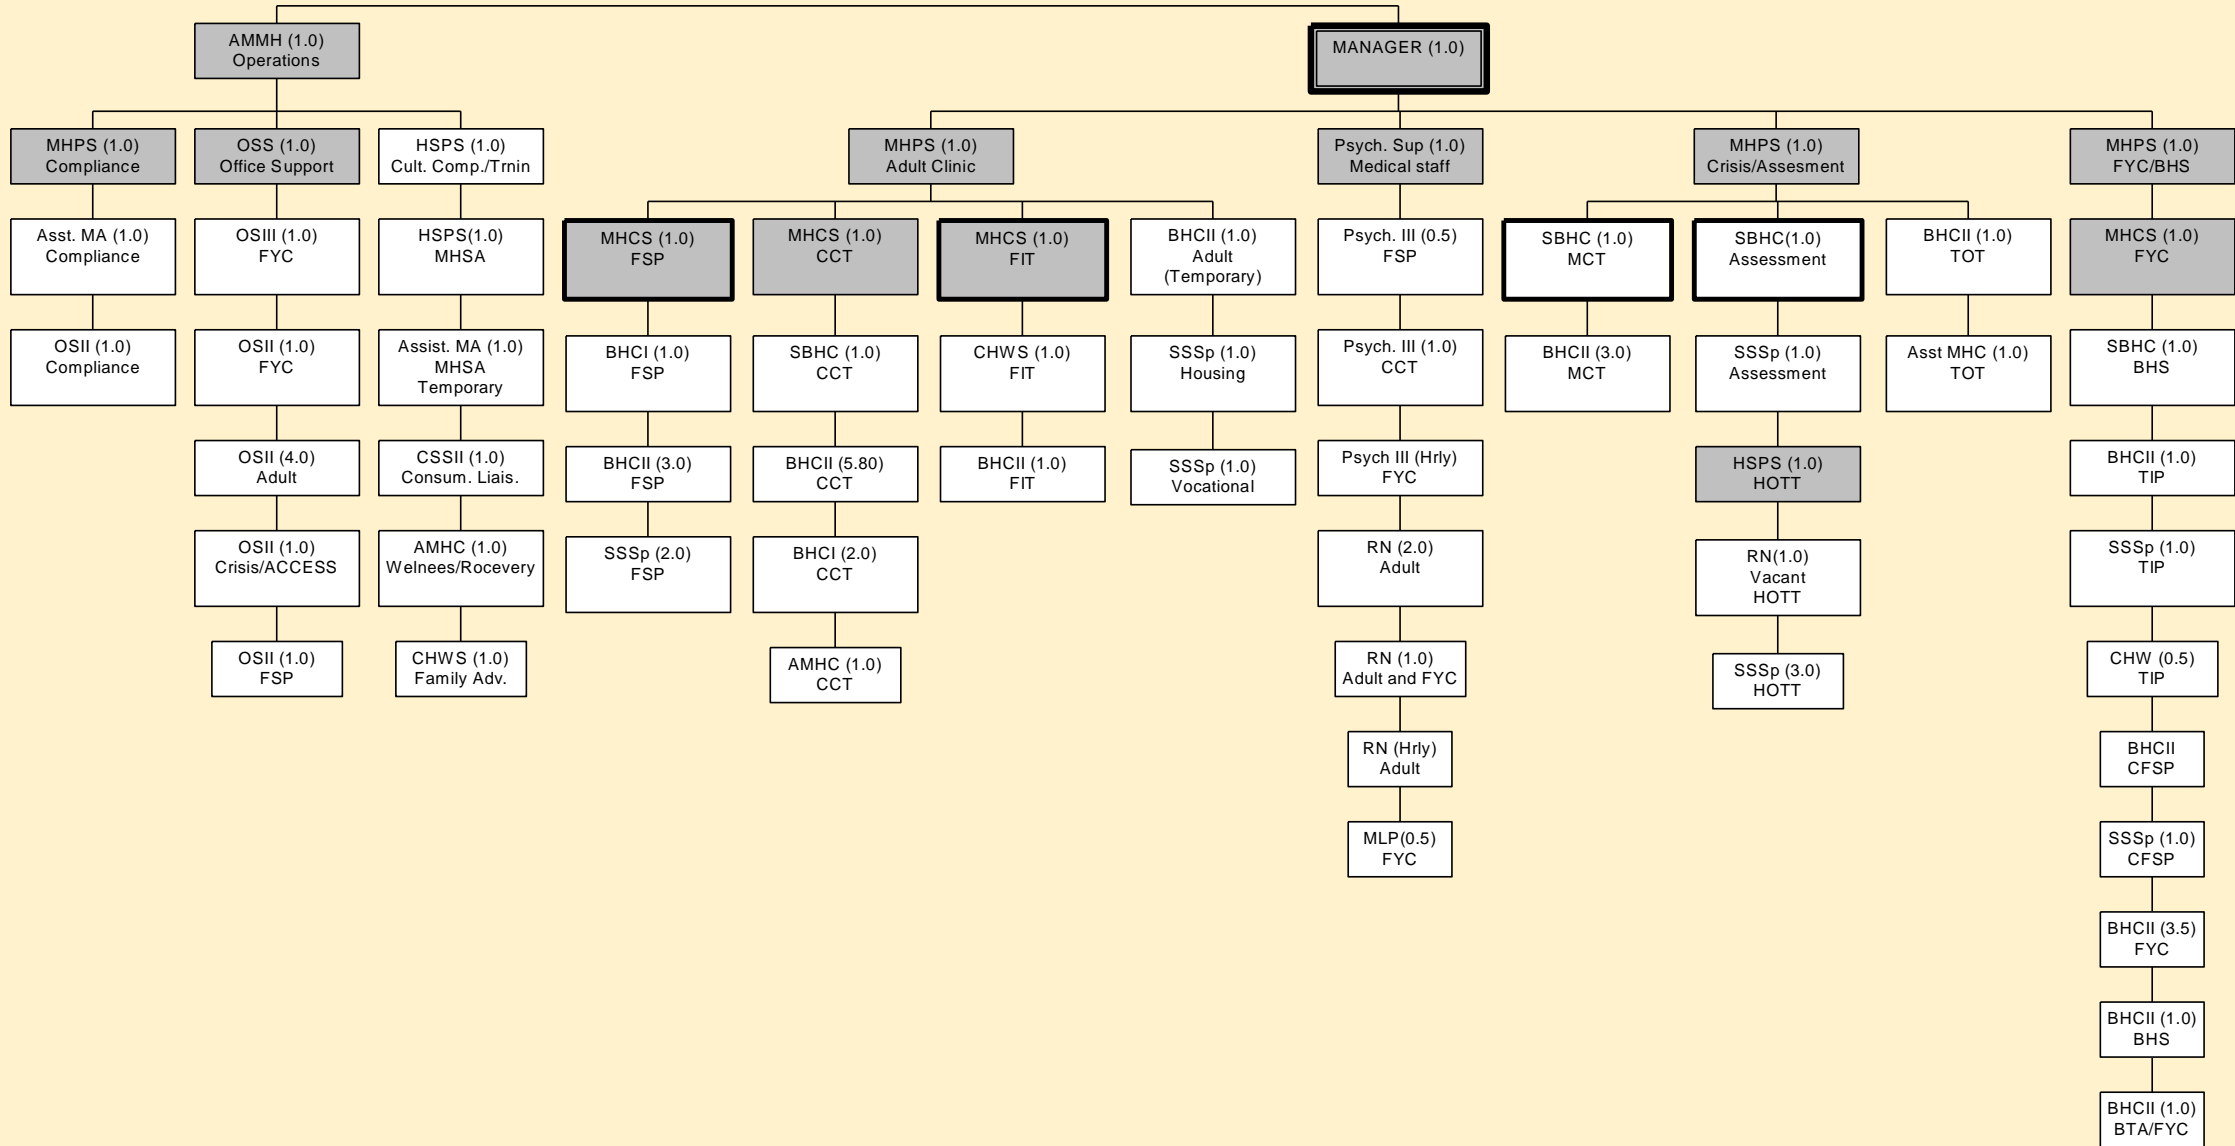 AMMH (1.0)
Operations
MANAGER (1.0)
MHPS (1.0)
Compliance
OSS (1.0)
Office Support
HSPS (1.0)
Cult. Comp./Trnin
MHPS (1.0)
Adult Clinic
Psych. Sup (1.0)
Medical staff
MHPS (1.0)
Crisis/Assesment
MHPS (1.0)
FYC/BHS
Asst. MA (1.0)
Compliance
OSIII (1.0)
FYC
HSPS(1.0)
MHSA
MHCS (1.0)
FSP
MHCS (1.0)
CCT
MHCS (1.0)
FIT
BHCII (1.0)
Adult
(Temporary)
Psych. III (0.5)
FSP
SBHC (1.0)
MCT
SBHC(1.0)
Assessment
BHCII (1.0)
TOT
MHCS (1.0)
FYC
OSII (1.0)
Compliance
OSII (1.0)
FYC
Assist. MA (1.0)
MHSA
Temporary
BHCI (1.0)
FSP
SBHC (1.0)
CCT
CHWS (1.0)
FIT
SSSp (1.0)
Housing
Psych. III (1.0)
CCT
BHCII (3.0)
MCT
SSSp (1.0)
Assessment
Asst MHC (1.0)
TOT
SBHC (1.0)
BHS
OSII (4.0)
Adult
CSSII (1.0)
Consum. Liais.
BHCII (3.0)
FSP
BHCII (5.80)
CCT
BHCII (1.0)
FIT
SSSp (1.0)
Vocational
Psych III (Hrly)
FYC
HSPS (1.0)
HOTT
BHCII (1.0)
TIP
OSII (1.0)
Crisis/ACCESS
AMHC (1.0)
Welnees/Rocevery
SSSp (2.0)
FSP
BHCI (2.0)
CCT
RN (2.0)
Adult
RN(1.0)
Vacant
HOTT
SSSp (1.0)
TIP
OSII (1.0)
FSP
CHWS (1.0)
Family Adv.
AMHC (1.0)
CCT
RN (1.0)
Adult and FYC
SSSp (3.0)
HOTT
CHW (0.5)
TIP
RN (Hrly)
Adult
BHCII
CFSP
MLP(0.5)
FYC
SSSp (1.0)
CFSP
BHCII (3.5)
FYC
BHCII (1.0)
BHS
BHCII (1.0)
BTA/FYC